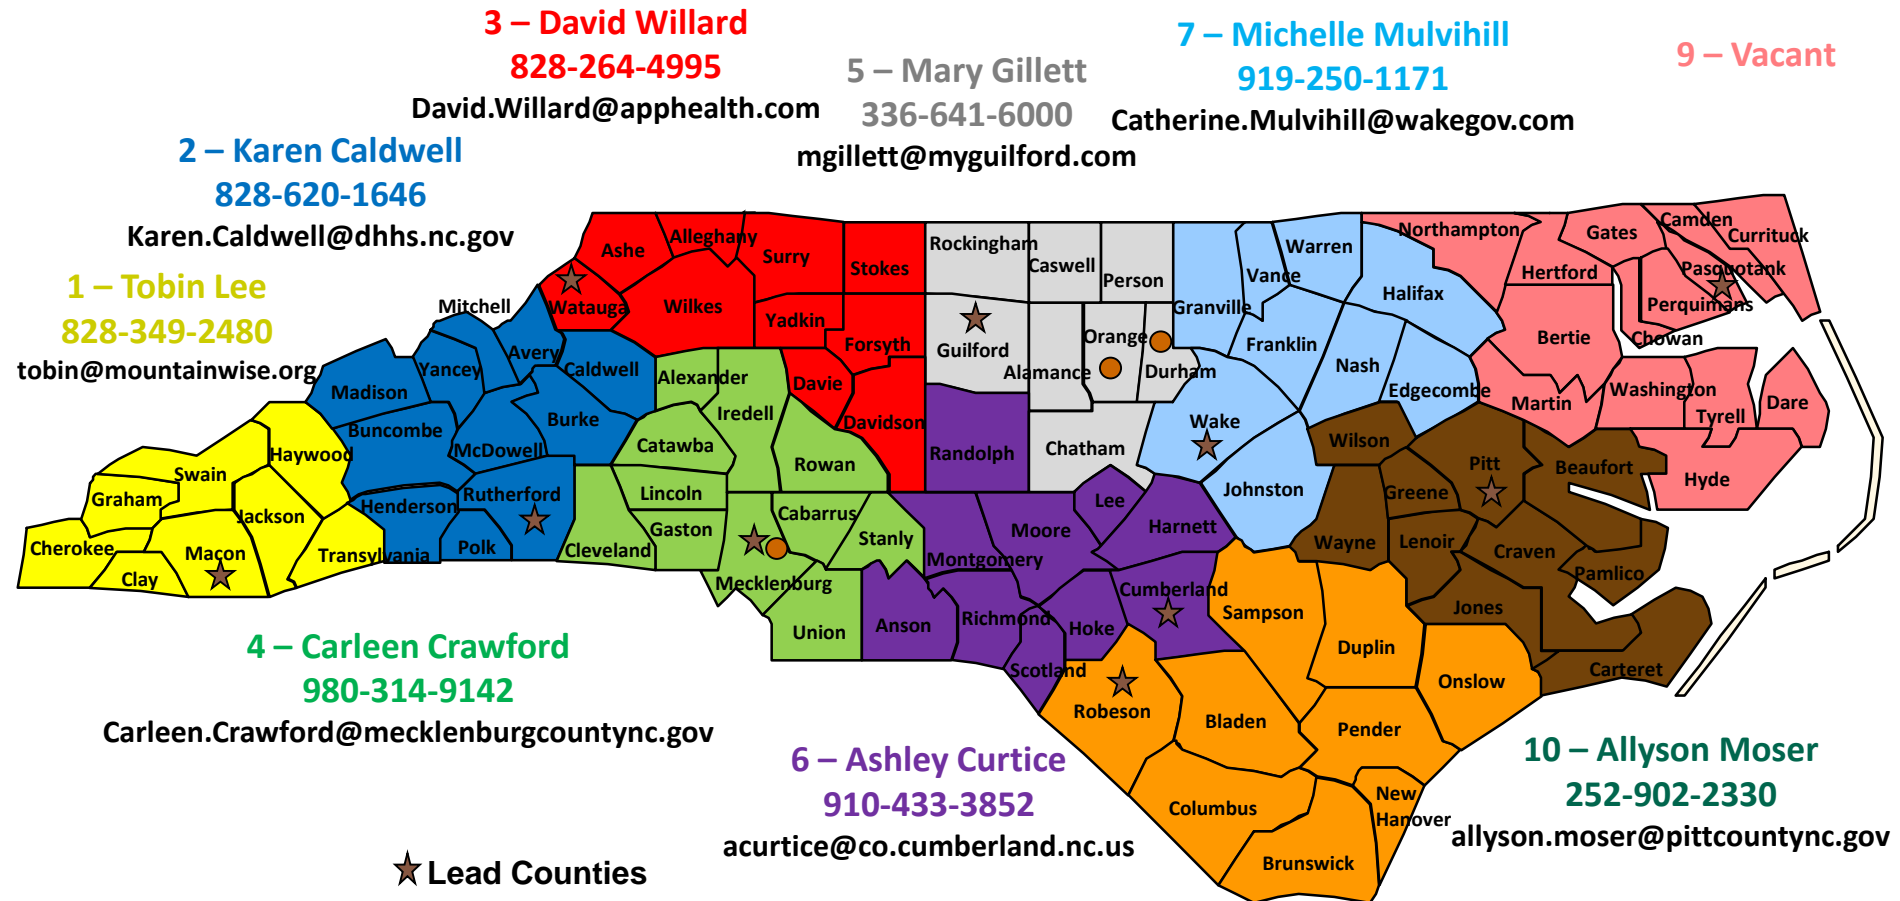 3 – David Willard
828-264-4995
David.Willard@apphealth.com
5 – Mary Gillett
336-641-6000
mgillett@myguilford.com
7 – Michelle Mulvihill
919-250-1171
Catherine.Mulvihill@wakegov.com
9 – Vacant
2 – Karen Caldwell
828-620-1646
Karen.Caldwell@dhhs.nc.gov
1 – Tobin Lee
828-349-2480
tobin@mountainwise.org
Ashe
Alleghany
Surry
Stokes
Rockingham
Caswell
Person
Granville
Vance
Warren
Northampton
Gates
Camden
Currituck
Hertford
Pasquotank
Perquimans
Halifax
Mitchell
Watauga
Wilkes
Yadkin
Forsyth
Guilford
Alamance
Orange
Durham
Franklin
Nash
Edgecombe
Bertie
Chowan
Madison
Yancey
Avery
Caldwell
Alexander
Iredell
Davie
Davidson
Randolph
Chatham
Wake
Wilson
Martin
Washington
Tyrell
Dare
Swain
Haywood
Buncombe
McDowell
Burke
Catawba
Rowan
Johnston
Pitt
Greene
Beaufort
Hyde
Graham
Jackson
Henderson
Rutherford
Lincoln
Gaston
Cabarrus
Stanly
Montgomery
Moore
Lee
Harnett
Wayne
Lenoir
Craven
Pamlico
Cherokee
Clay
Macon
Transylvania
Polk
Cleveland
Mecklenburg
Union
Anson
Richmond
Scotland
Hoke
Cumberland
Sampson
Duplin
Jones
Carteret
Onslow
Robeson
Bladen
Pender
Columbus
Brunswick
New
Hanover
4 – Carleen Crawford
980-314-9142
Carleen.Crawford@mecklenburgcountync.gov
6 – Ashley Curtice
910-433-3852
acurtice@co.cumberland.nc.us
10 – Allyson Moser
252-902-2330
allyson.moser@pittcountync.gov
Lead Counties